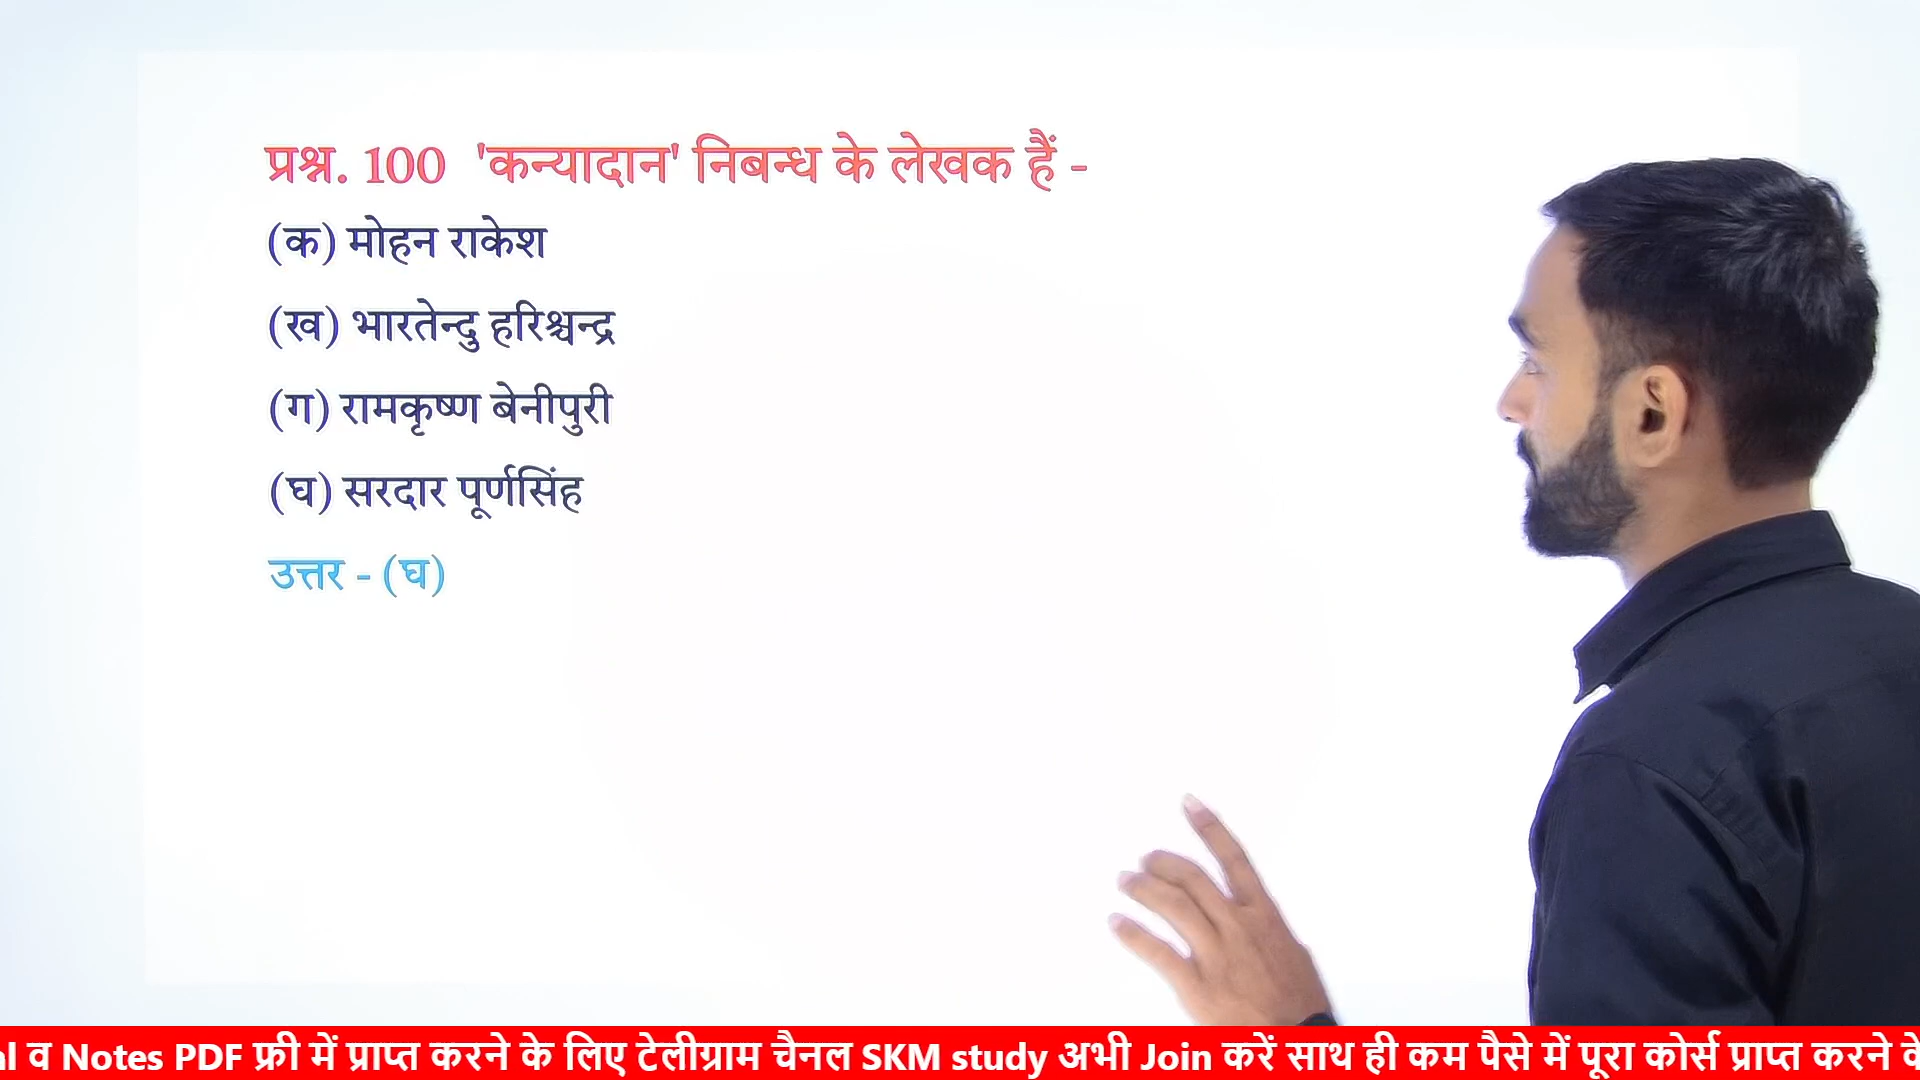 प्रश्न. 100 'कन्यादान' निबन्ध के लेखक हैं -
(क) मोहन राकेश
(ख) भारतेन्दु हरिश्चन्द्र
(ग) रामकृष्ण बेनीपुरी
(घ) सरदार पूर्णसिंह
उत्तर - (घ)
व Notes PDF फ्री में प्राप्त करने के लिए टेलीग्राम चैनल SKM study अभी Join करें साथ ही कम पैसे में पूरा कोर्स प्राप्त करने